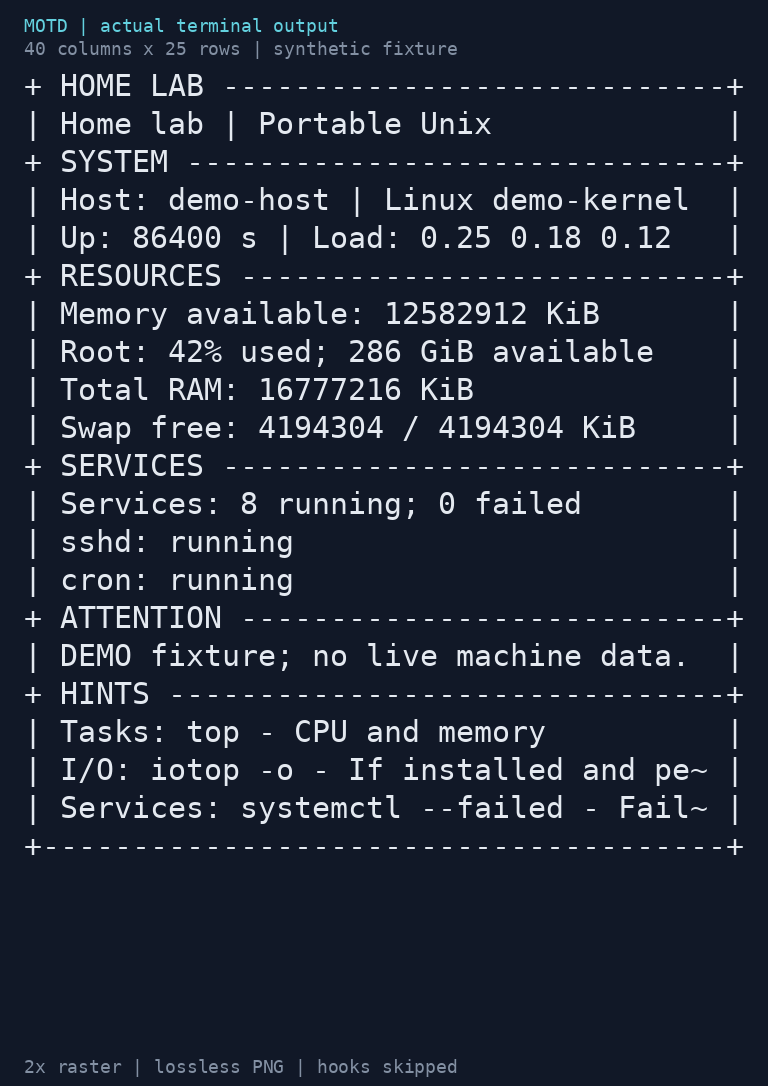 MOTD | actual terminal output
40 columns x 25 rows | synthetic fixture
+ HOME LAB ----------------------------+
| Home lab | Portable Unix             |
+ SYSTEM ------------------------------+
| Host: demo-host | Linux demo-kernel  |
| Up: 86400 s | Load: 0.25 0.18 0.12   |
+ RESOURCES ---------------------------+
| Memory available: 12582912 KiB       |
| Root: 42% used; 286 GiB available    |
| Total RAM: 16777216 KiB              |
| Swap free: 4194304 / 4194304 KiB     |
+ SERVICES ----------------------------+
| Services: 8 running; 0 failed        |
| sshd: running                        |
| cron: running                        |
+ ATTENTION ---------------------------+
| DEMO fixture; no live machine data.  |
+ HINTS -------------------------------+
| Tasks: top - CPU and memory          |
| I/O: iotop -o - If installed and pe~ |
| Services: systemctl --failed - Fail~ |
+--------------------------------------+
2x raster | lossless PNG | hooks skipped